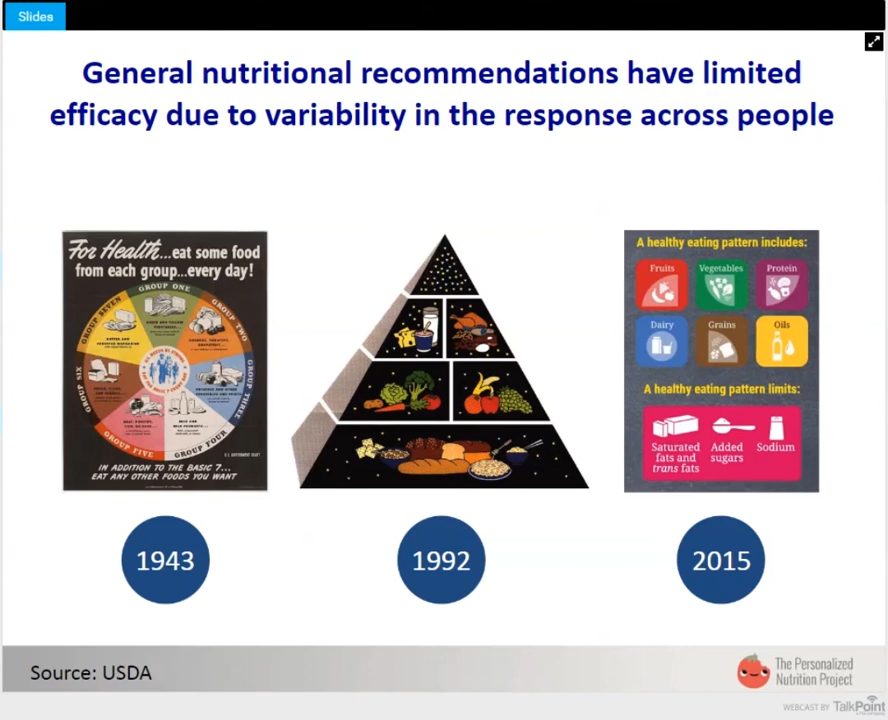 Slides
General nutritional recommendations have limited
efficacy due to variability in the response across people
For Health...eat some food
from each group...every day!
GROUP ONE
GROUP TWO
GROUP THREE
GROUP FOUR
GROUP FIVE
GROUP SIX
GROUP SEVEN
IN ADDITION TO THE BASIC 7...
EAT ANY OTHER FOODS YOU WANT
A healthy eating pattern includes:
Fruits
Vegetables
Protein
Dairy
Grains
Oils
A healthy eating pattern limits:
Saturated
fats and
trans fats
Added
sugars
Sodium
1943
1992
2015
Source: USDA
The Personalized
Nutrition Project
WEBCAST BY TalkPoint